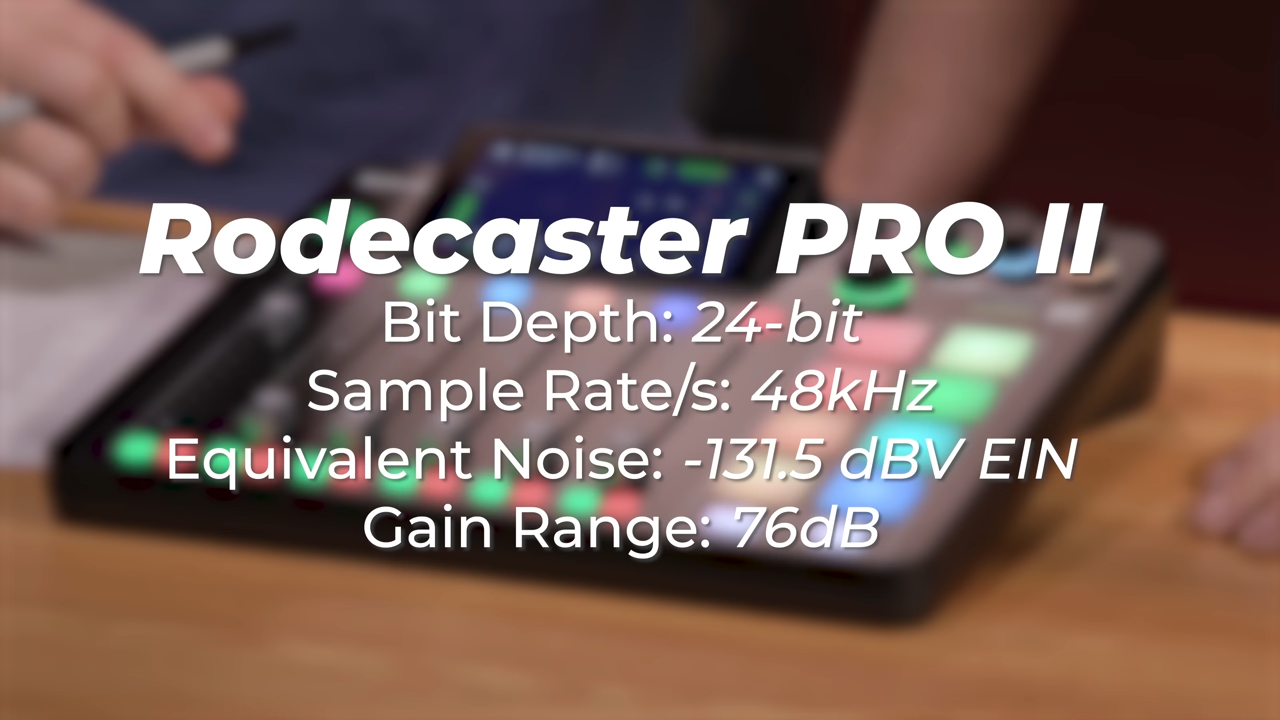 Rodecaster PRO II
Bit Depth: 24-bit
Sample Rate/s: 48kHz
Equivalent Noise: -131.5 dBV EIN
Gain Range: 76dB